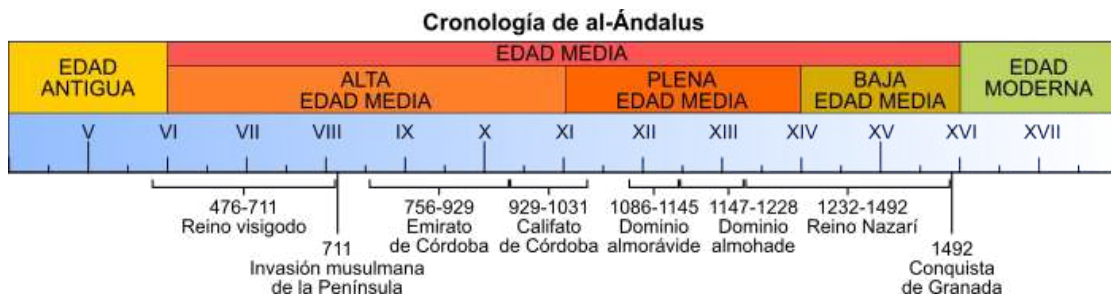 Cronología de al-Ándalus
EDAD MEDIA
EDAD
ANTIGUA
ALTA
EDAD MEDIA
PLENA
EDAD MEDIA
BAJA
EDAD MEDIA
EDAD
MODERNA
V VI VII VIII IX X XI XII XIII XIV XV XVI XVII
476-711
Reino visigodo
711
Invasión musulmana
de la Península
756-929
Emirato
de Córdoba
929-1031
Califato
de Córdoba
1086-1145
Dominio
almorávide
1147-1228
Dominio
almohade
1232-1492
Reino Nazarí
1492
Conquista
de Granada